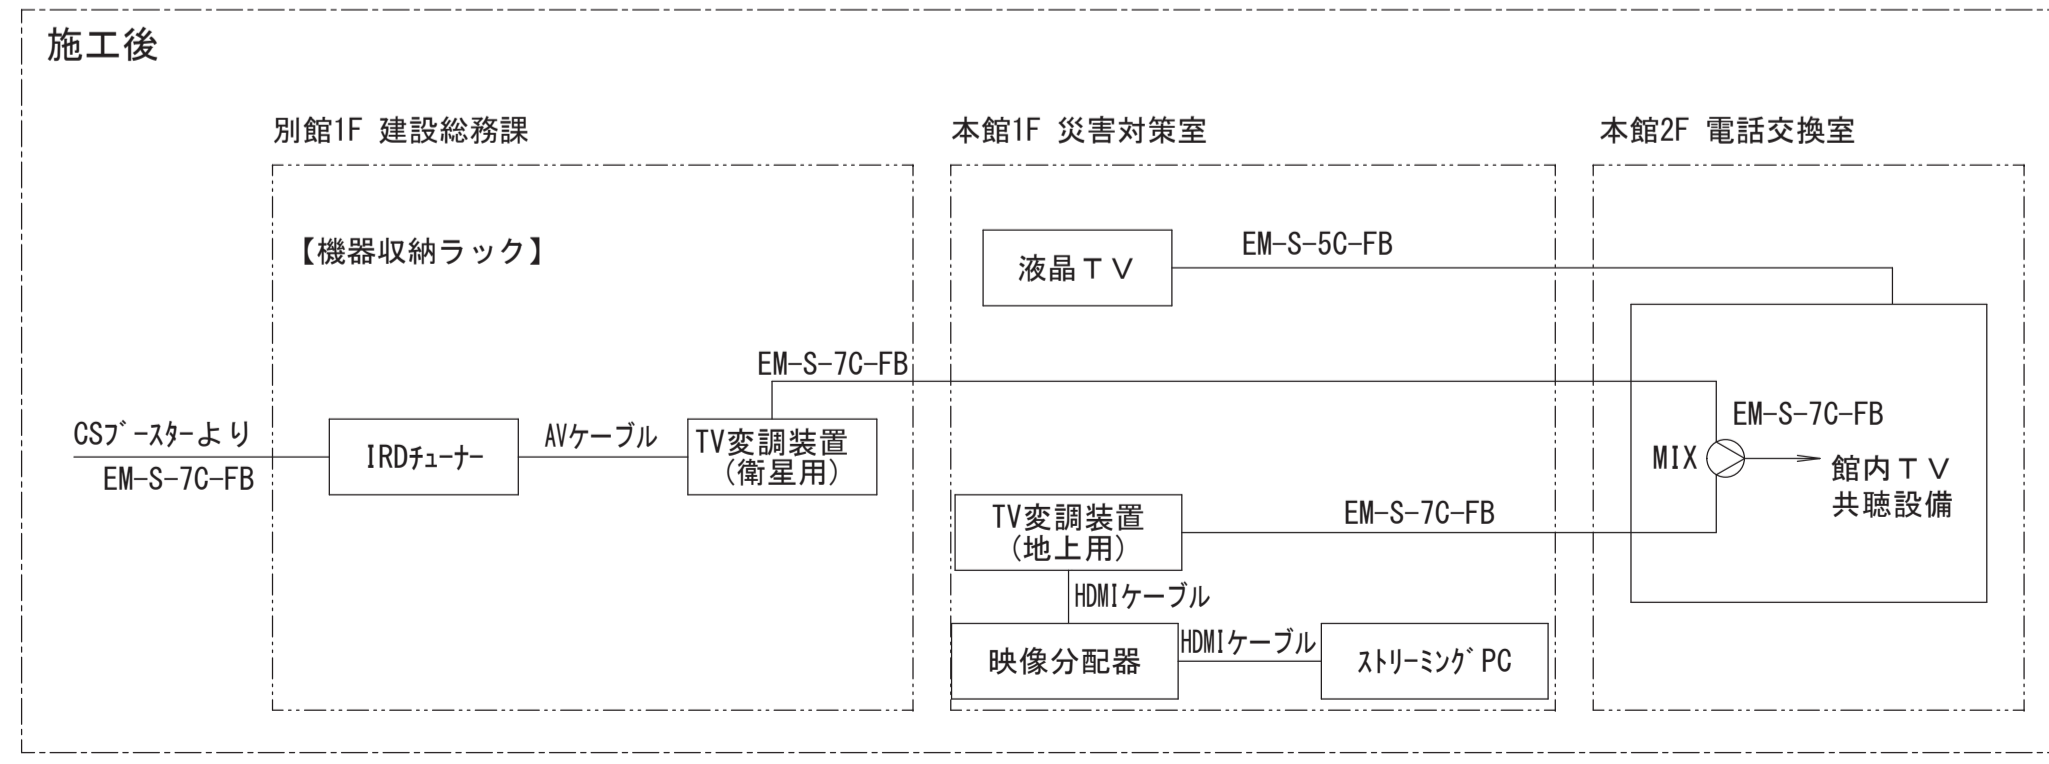 施工後
別館1F 建設総務課
本館1F 災害対策室
本館2F 電話交換室
【機器収納ラック】
液晶ＴＶ
EM-S-5C-FB
EM-S-7C-FB
CSﾌﾞｰｽﾀｰより
EM-S-7C-FB
IRDﾁｭｰﾅｰ
AVケーブル
TV変調装置
(衛星用)
EM-S-7C-FB
MIX
館内ＴＶ
共聴設備
TV変調装置
(地上用)
EM-S-7C-FB
HDMIケーブル
映像分配器
HDMIケーブル
ｽﾄﾘｰﾐﾝｸﾞPC